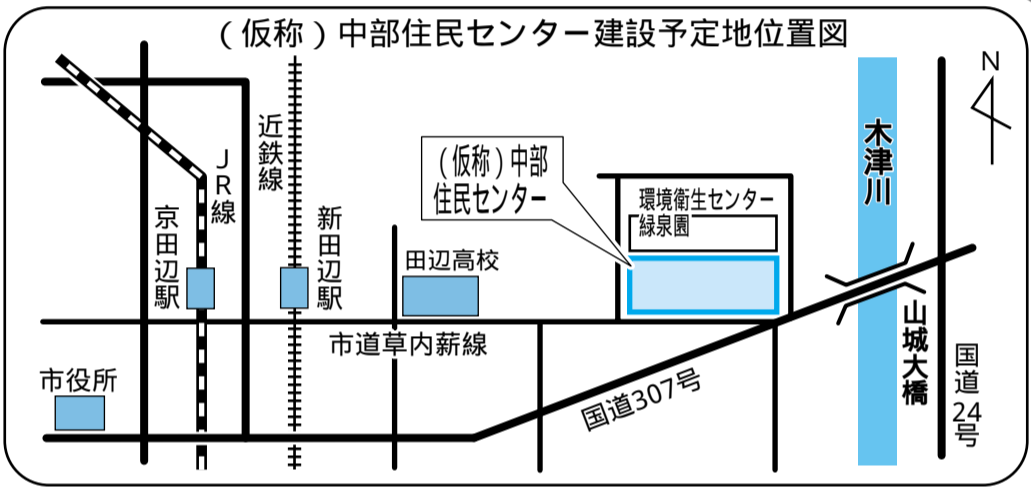 （仮称）中部住民センター建設予定地位置図
N
近鉄線
JR線
京田辺駅
新田辺駅
（仮称）中部
住民センター
環境衛生センター
緑泉園
田辺高校
木津川
市道草内薪線
市役所
国道307号
山城大橋
国道24号